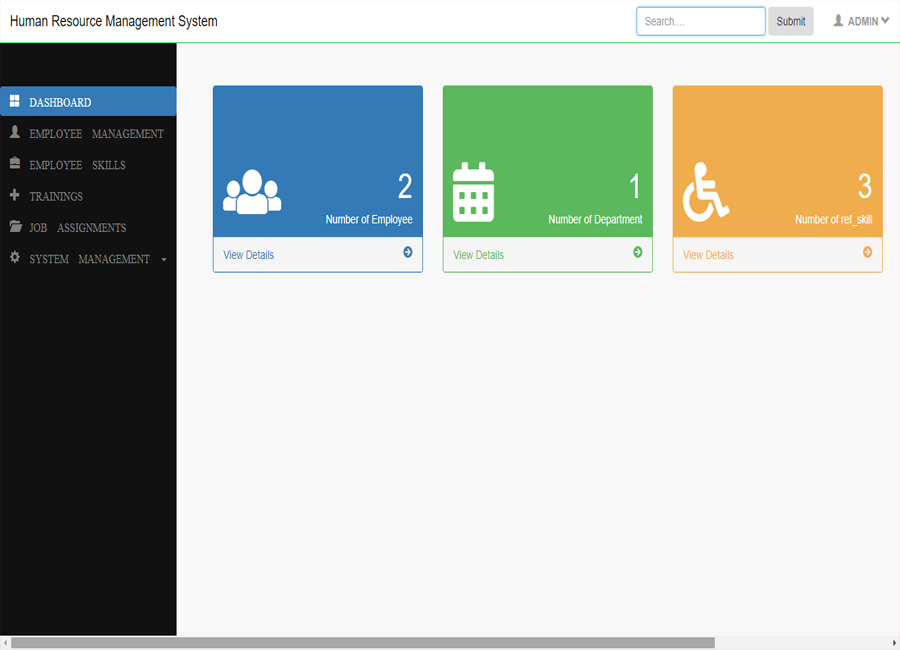 Human Resource Management System
Search....
Submit
ADMIN
DASHBOARD
EMPLOYEE MANAGEMENT
EMPLOYEE SKILLS
TRAININGS
JOB ASSIGNMENTS
SYSTEM MANAGEMENT
2
Number of Employee
View Details
1
Number of Department
View Details
3
Number of ref_skill
View Details